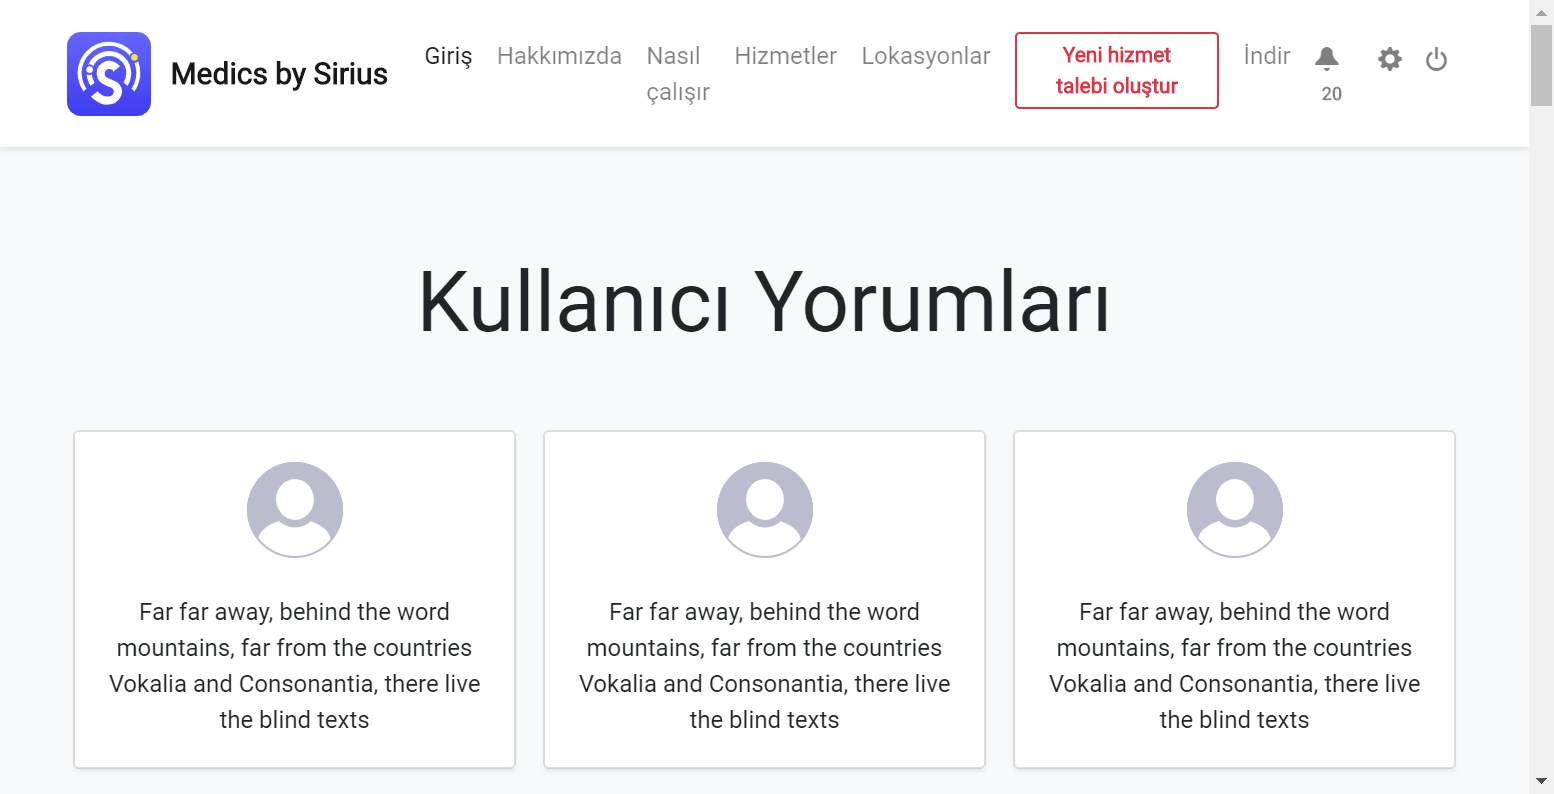 Medics by Sirius
Giriş
Hakkımızda
Nasıl
çalışır
Hizmetler
Lokasyonlar
Yeni hizmet
talebi oluştur
İndir
20
Kullanıcı Yorumları
Far far away, behind the word
mountains, far from the countries
Vokalia and Consonantia, there live
the blind texts
Far far away, behind the word
mountains, far from the countries
Vokalia and Consonantia, there live
the blind texts
Far far away, behind the word
mountains, far from the countries
Vokalia and Consonantia, there live
the blind texts